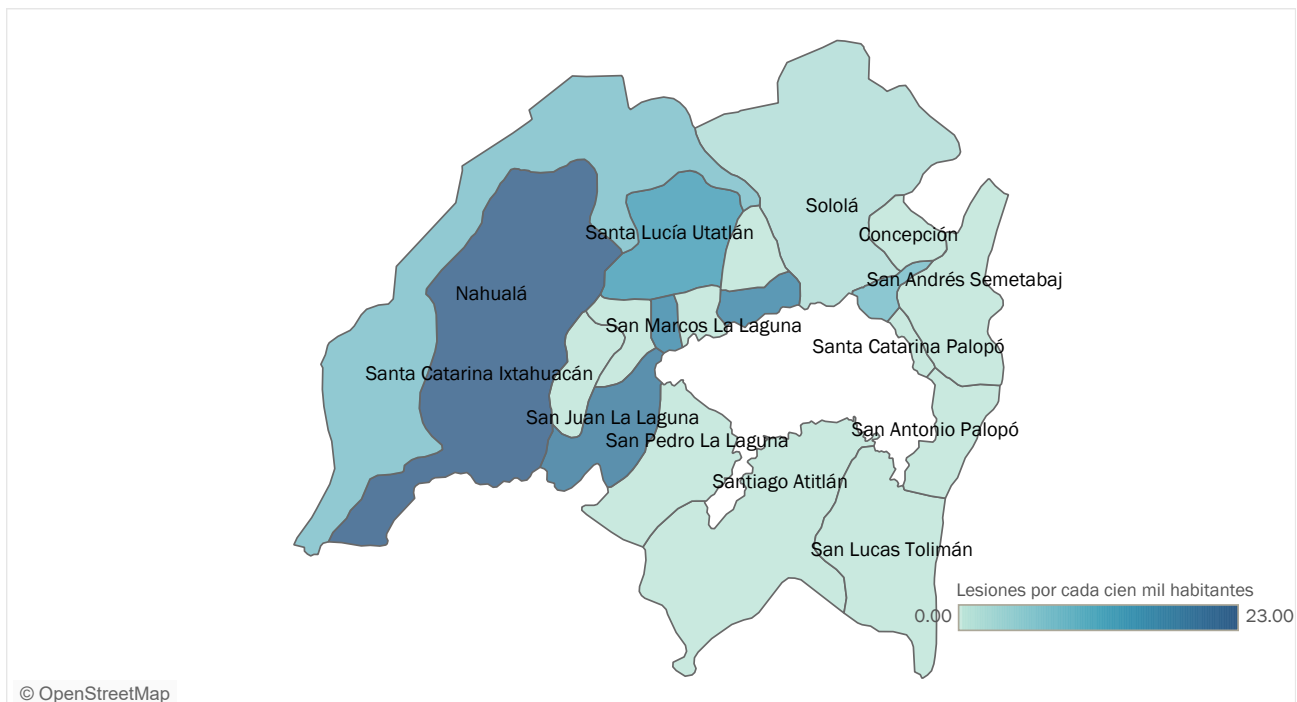 Sololá
Santa Lucía Utatlán
Concepción
San Andrés Semetabaj
Nahualá
San Marcos La Laguna
Santa Catarina Palopó
Santa Catarina Ixtahuacán
San Juan La Laguna
San Antonio Palopó
San Pedro La Laguna
Santiago Atitlán
San Lucas Tolimán
Lesiones por cada cien mil habitantes
0.00 23.00
© OpenStreetMap